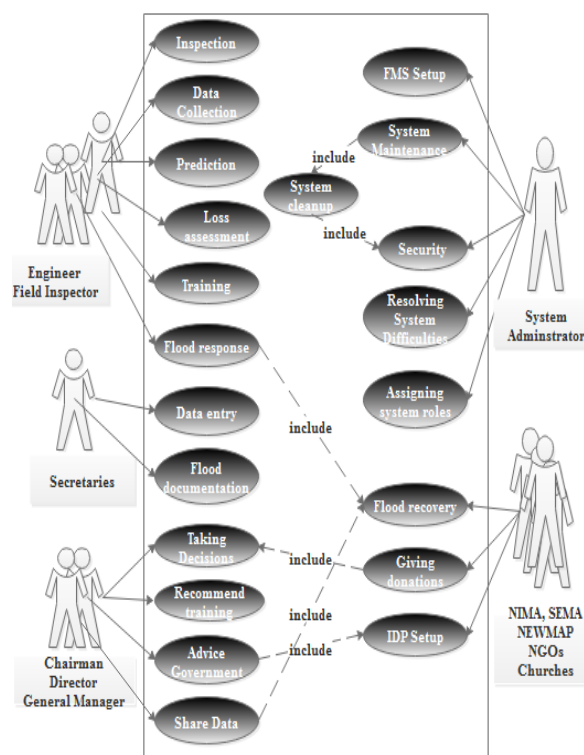 Inspection
Data
Collection
Prediction
Loss
assessment
Training
Flood response
Data entry
Flood
documentation
Taking
Decisions
Recommend
training
Advice
Government
Share Data
Engineer
Field Inspector
Secretaries
Chairman
Director
General Manager
FMS Setup
System
Maintenance
include
System
cleanup
include
Security
Resolving
System
Difficulties
Assigning
system roles
include
Flood recovery
Giving
donations
include
include
include
IDP Setup
System
Adminstrator
NIMA, SEMA
NEWMAP
NGOs
Churches